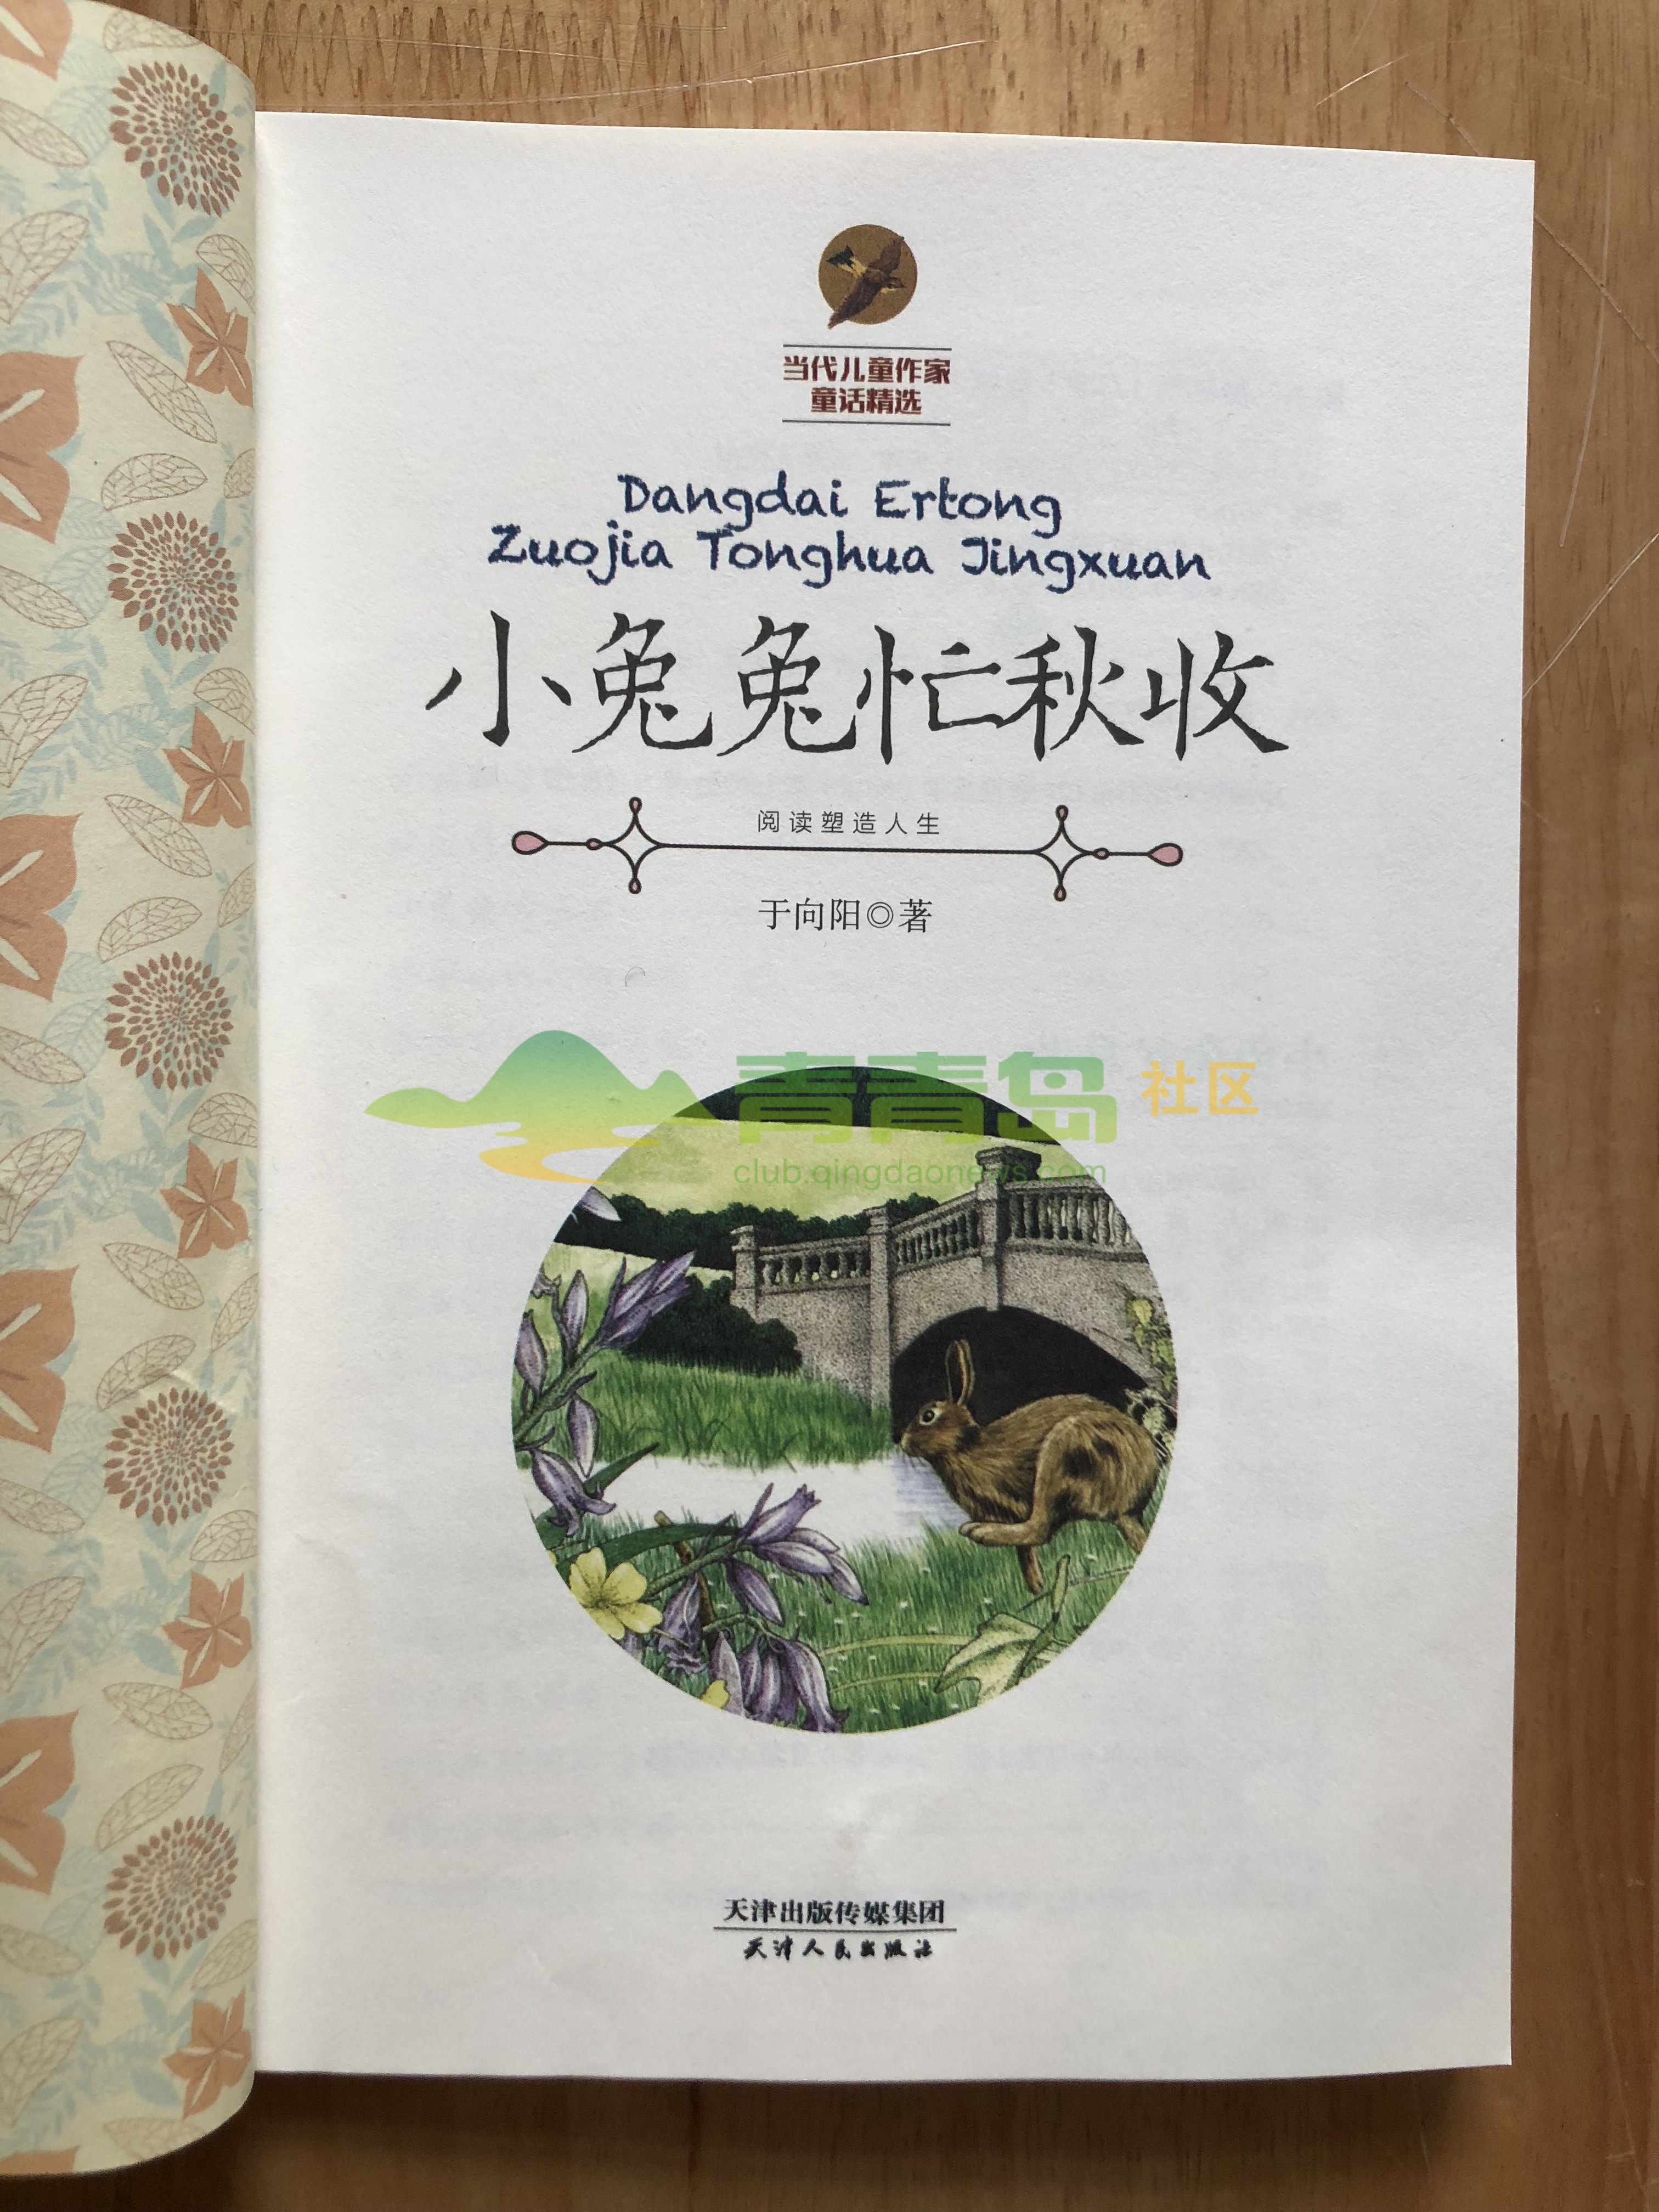 当代儿童作家
童话精选
Dangdai Ertong
Zuojia Tonghua Jingxuan
小兔兔忙秋收
阅读塑造人生
于向阳◎著
青青岛 社区
club.qingdaonews.com
天津出版传媒集团
天津人民出版社